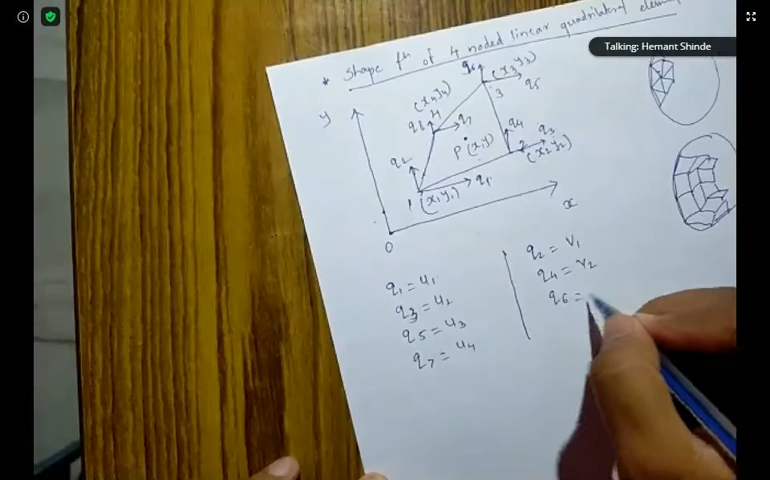 Talking: Hemant Shinde
* Shape fn of 4 noded linear quadrilateral elem
y
q6 (x3 y3)
q5
3
(x4 y4)
q8 4 q7
q4 q3
2
(x2 y2)
P (x,y)
q2
q1
1 (x1 y1)
x
0
q1 = u1
q3 = u2
q5 = u3
q7 = u4
q2 = v1
q4 = v2
q6 =